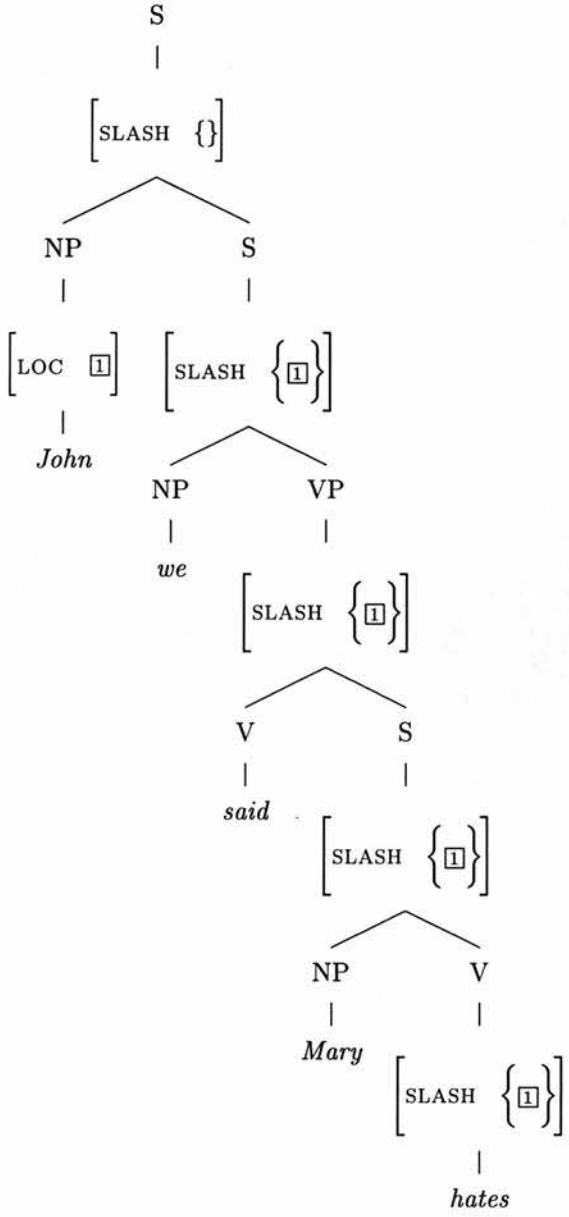 S
[SLASH {}]
NP S
[LOC 1] [SLASH {1}]
John
NP VP
we
[SLASH {1}]
V S
said
[SLASH {1}]
NP V
Mary
[SLASH {1}]
hates